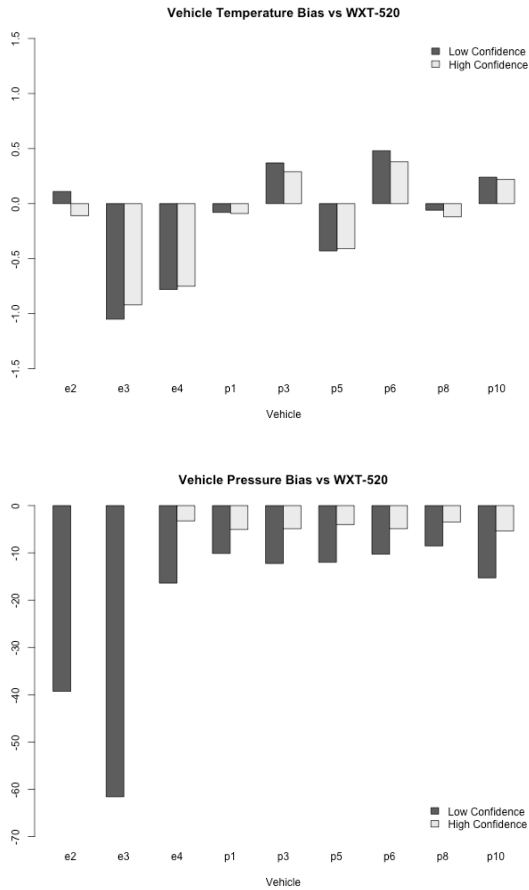 Vehicle Temperature Bias vs WXT-520
Low Confidence
High Confidence
1.5
1.0
0.5
0.0
-0.5
-1.0
-1.5
e2 e3 e4 p1 p3 p5 p6 p8 p10
Vehicle
Vehicle Pressure Bias vs WXT-520
0
-10
-20
-30
-40
-50
-60
-70
Low Confidence
High Confidence
e2 e3 e4 p1 p3 p5 p6 p8 p10
Vehicle